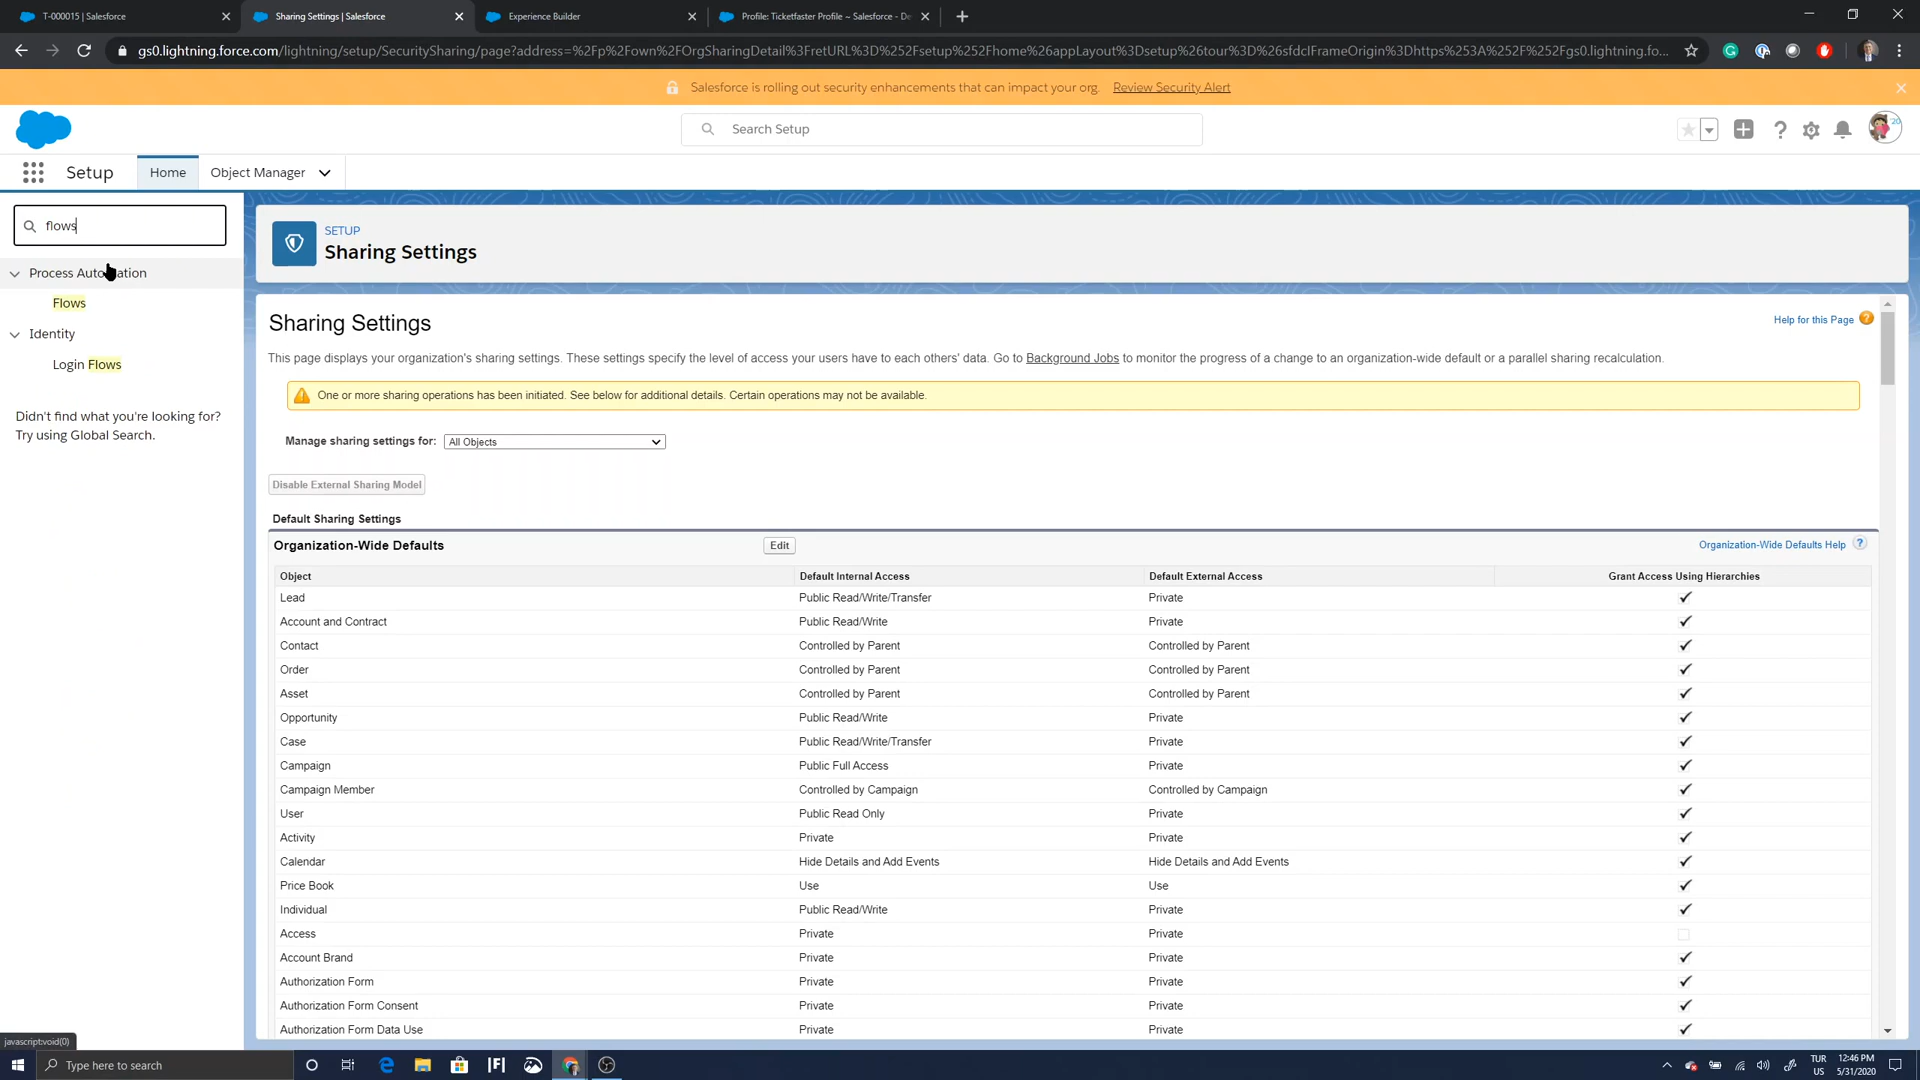 T-000015 | Salesforce
Sharing Settings | Salesforce
Experience Builder
Profile: Ticketfaster Profile ~ Salesforce - De
gs0.lightning.force.com/lightning/setup/SecuritySharing/page?address=%2Fp%2Fown%2FOrgSharingDetail%3FretURL%3D%252Fsetup%252Fhome%26appLayout%3Dsetup%26tour%3D%26sfdcIFrameOrigin%3Dhttps%253A%252F%252Fgs0.lightning.fo...
Salesforce is rolling out security enhancements that can impact your org. Review Security Alert
Search Setup
Setup
Home
Object Manager
flows
Process Automation
Flows
Identity
Login Flows
Didn't find what you're looking for?
Try using Global Search.
SETUP
Sharing Settings
Sharing Settings
Help for this Page
This page displays your organization's sharing settings. These settings specify the level of access your users have to each others' data. Go to Background Jobs to monitor the progress of a change to an organization-wide default or a parallel sharing recalculation.
One or more sharing operations has been initiated. See below for additional details. Certain operations may not be available.
Manage sharing settings for: All Objects
Disable External Sharing Model
Default Sharing Settings
Organization-Wide Defaults Edit Organization-Wide Defaults Help ?
Object Default Internal Access Default External Access Grant Access Using Hierarchies
Lead Public Read/Write/Transfer Private
Account and Contract Public Read/Write Private
Contact Controlled by Parent Controlled by Parent
Order Controlled by Parent Controlled by Parent
Asset Controlled by Parent Controlled by Parent
Opportunity Public Read/Write Private
Case Public Read/Write/Transfer Private
Campaign Public Full Access Private
Campaign Member Controlled by Campaign Controlled by Campaign
User Public Read Only Private
Activity Private Private
Calendar Hide Details and Add Events Hide Details and Add Events
Price Book Use Use
Individual Public Read/Write Private
Access Private Private
Account Brand Private Private
Authorization Form Private Private
Authorization Form Consent Private Private
Authorization Form Data Use Private Private
javascript:void(0)
Type here to search
TUR
US
12:46 PM
5/31/2020